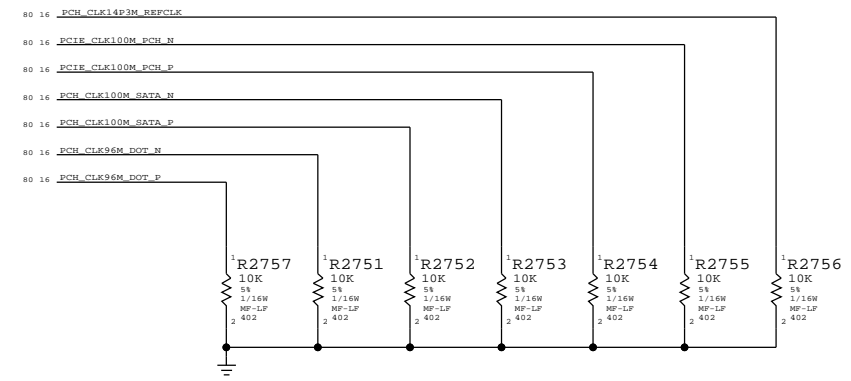 80 16 PCH_CLK14P3M_REFCLK
80 16 PCIE_CLK100M_PCH_N
80 16 PCIE_CLK100M_PCH_P
80 16 PCH_CLK100M_SATA_N
80 16 PCH_CLK100M_SATA_P
80 16 PCH_CLK96M_DOT_N
80 16 PCH_CLK96M_DOT_P
1 R2757
10K
5%
1/16W
MF-LF
2 402
1 R2751
10K
5%
1/16W
MF-LF
2 402
1 R2752
10K
5%
1/16W
MF-LF
2 402
1 R2753
10K
5%
1/16W
MF-LF
2 402
1 R2754
10K
5%
1/16W
MF-LF
2 402
1 R2755
10K
5%
1/16W
MF-LF
2 402
1 R2756
10K
5%
1/16W
MF-LF
2 402